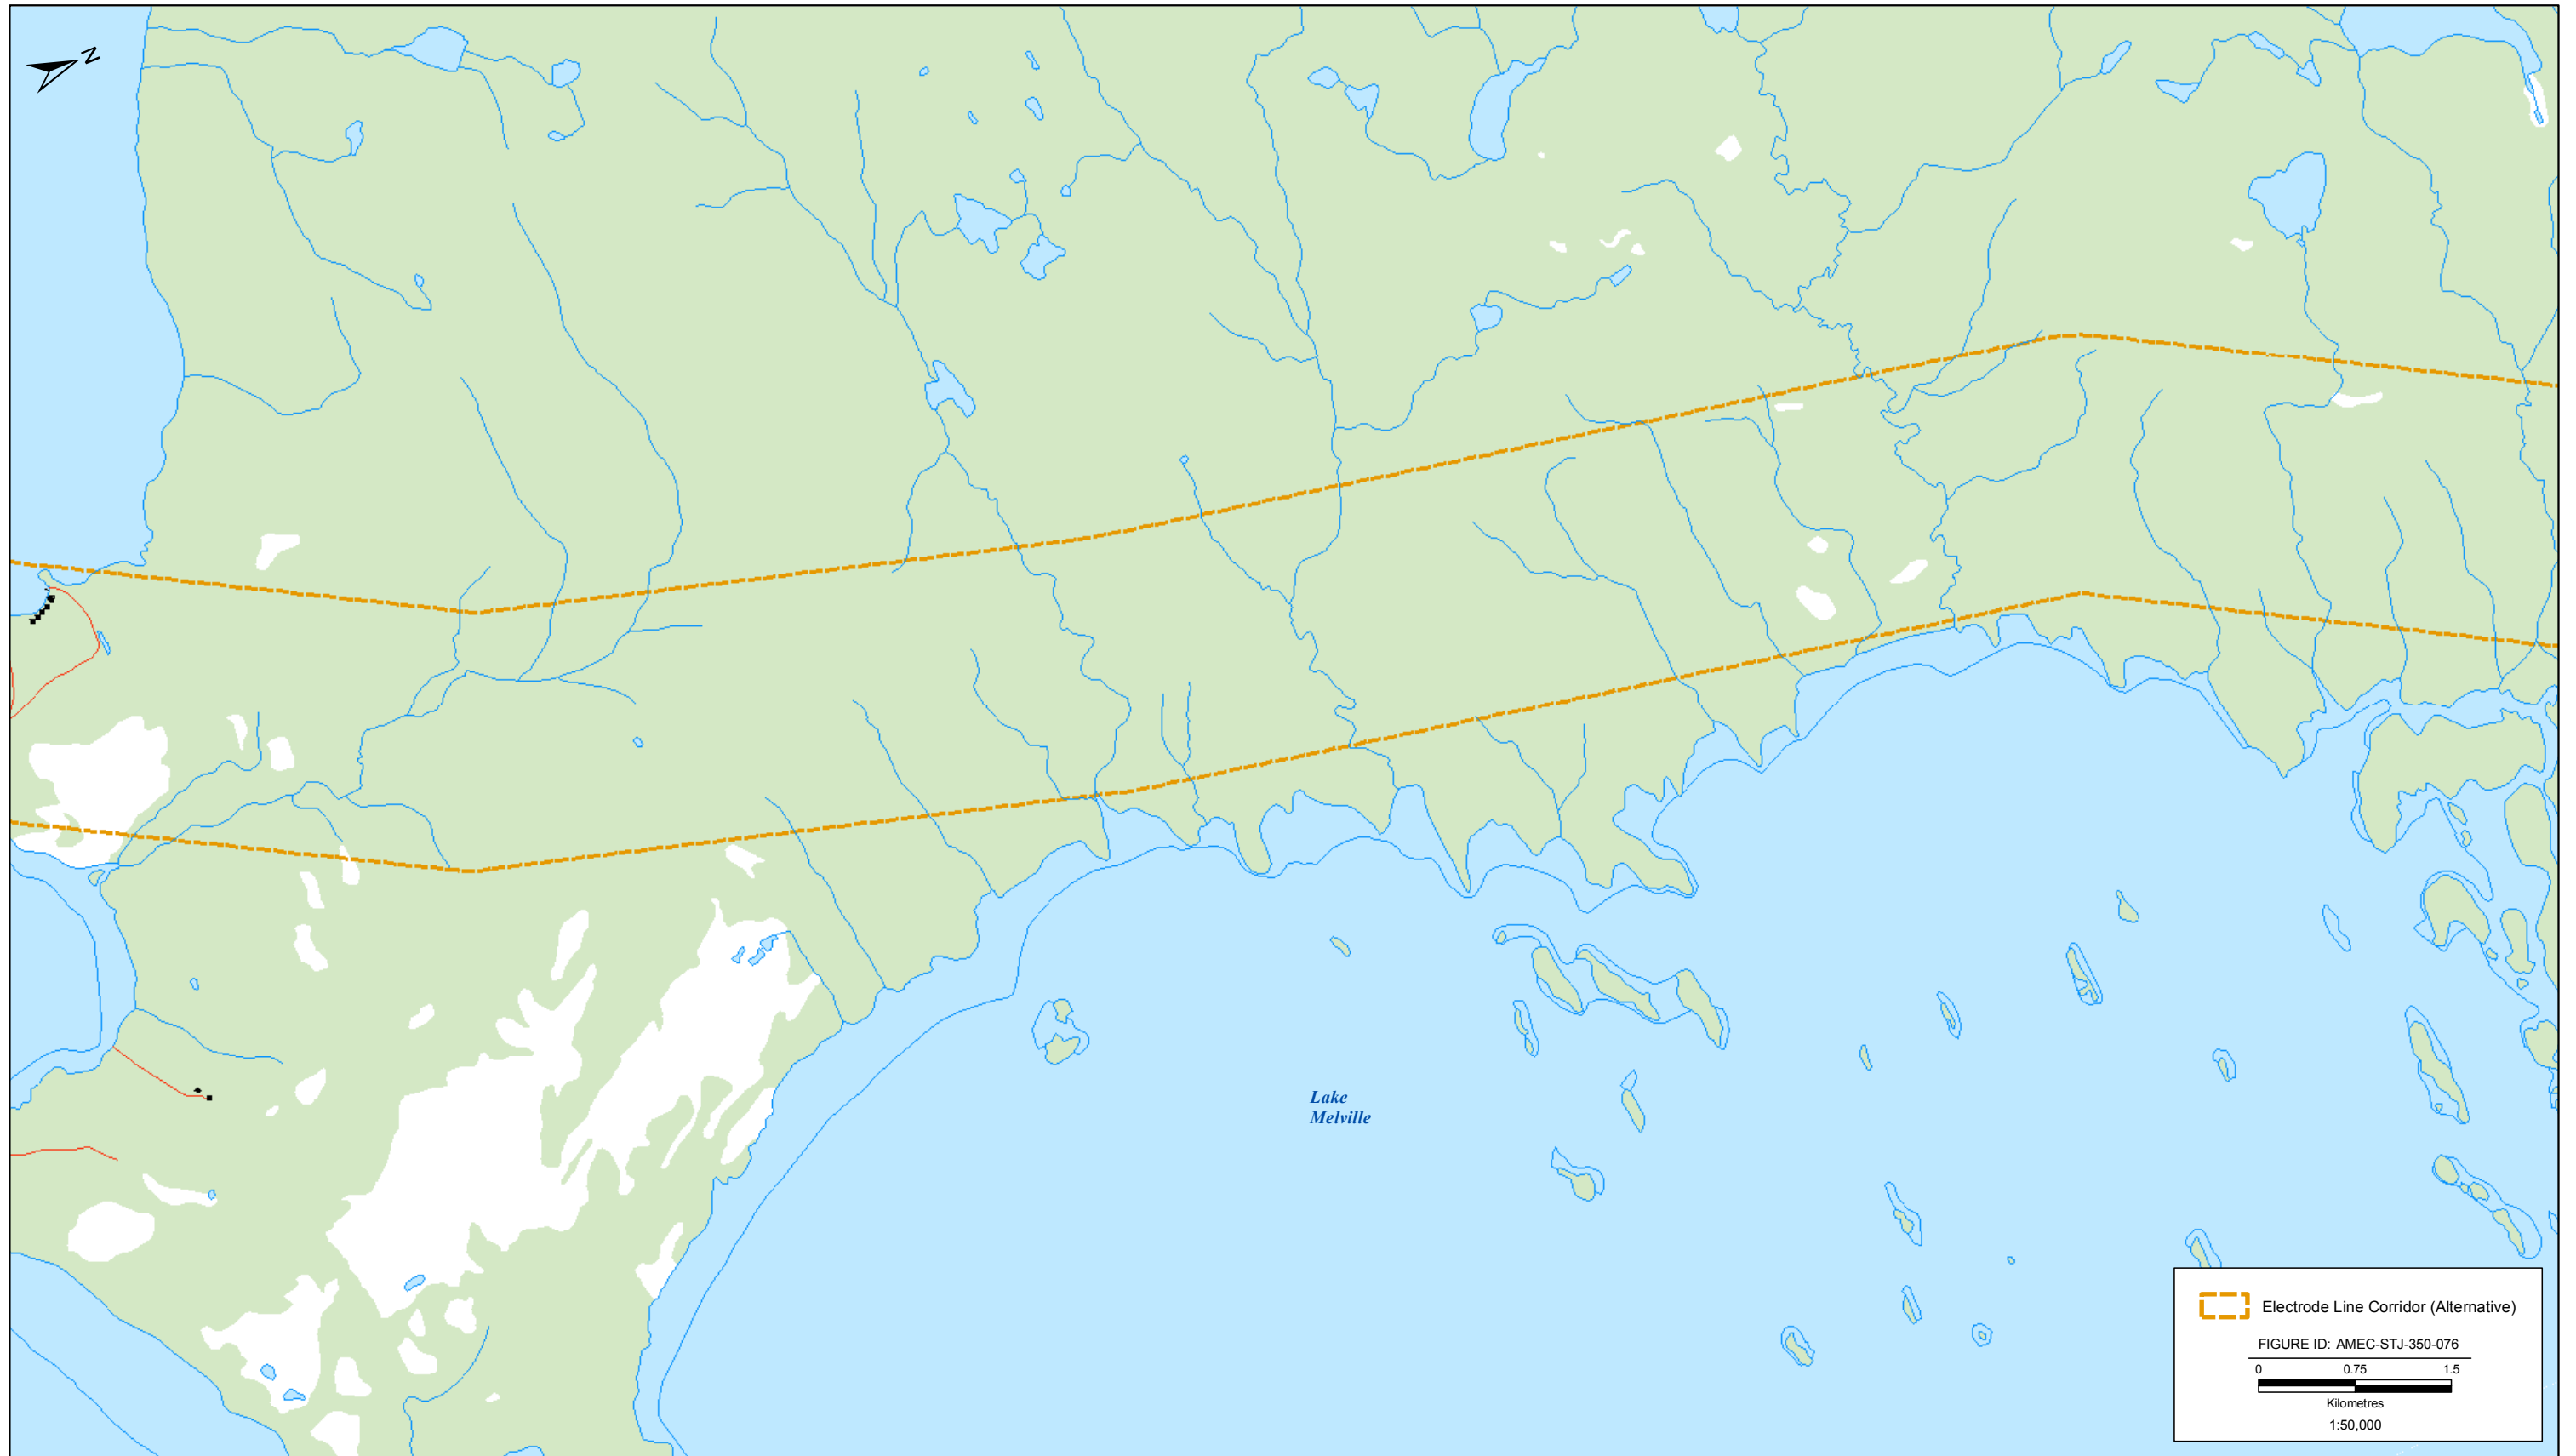 N
Lake
Melville
Electrode Line Corridor (Alternative)
FIGURE ID: AMEC-STJ-350-076
0 0.75 1.5
Kilometres
1:50,000